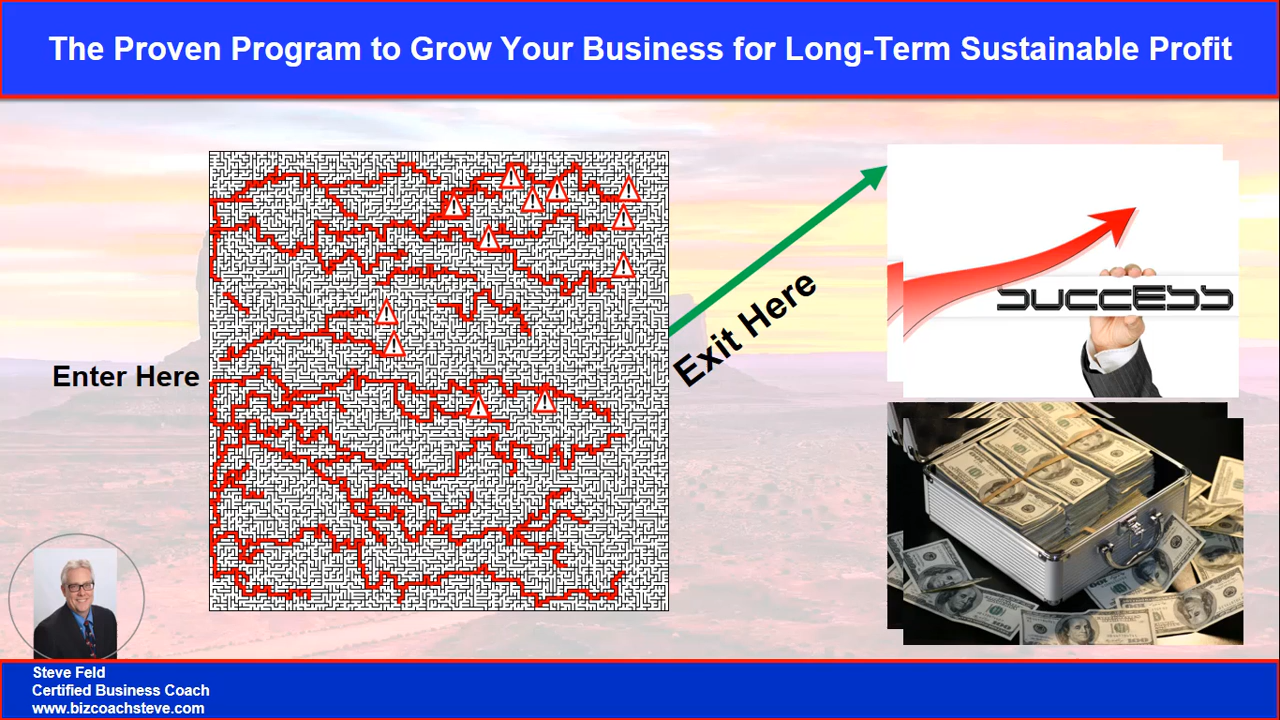 The Proven Program to Grow Your Business for Long-Term Sustainable Profit
Enter Here
Exit Here
SUCCESS
Steve Feld
Certified Business Coach
www.bizcoachsteve.com